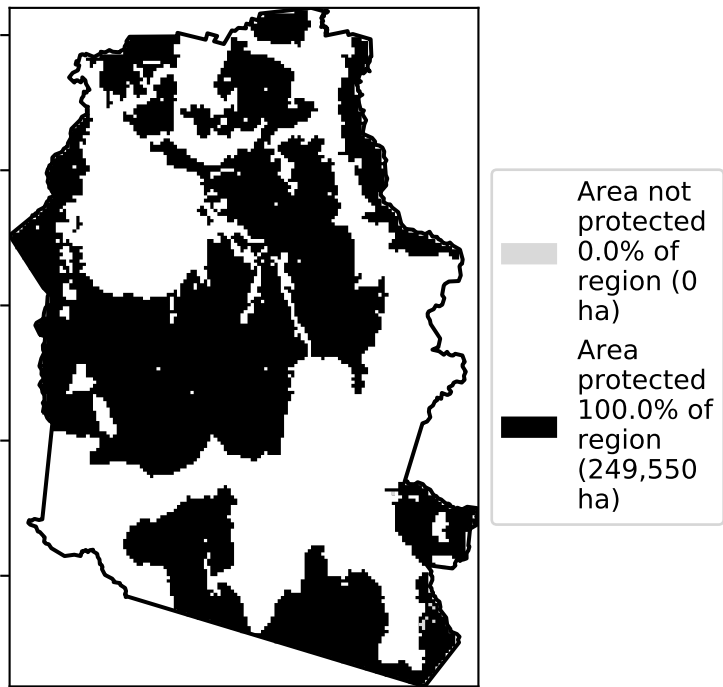 Area not
protected
0.0% of
region (0
ha)
Area
protected
100.0% of
region
(249,550
ha)